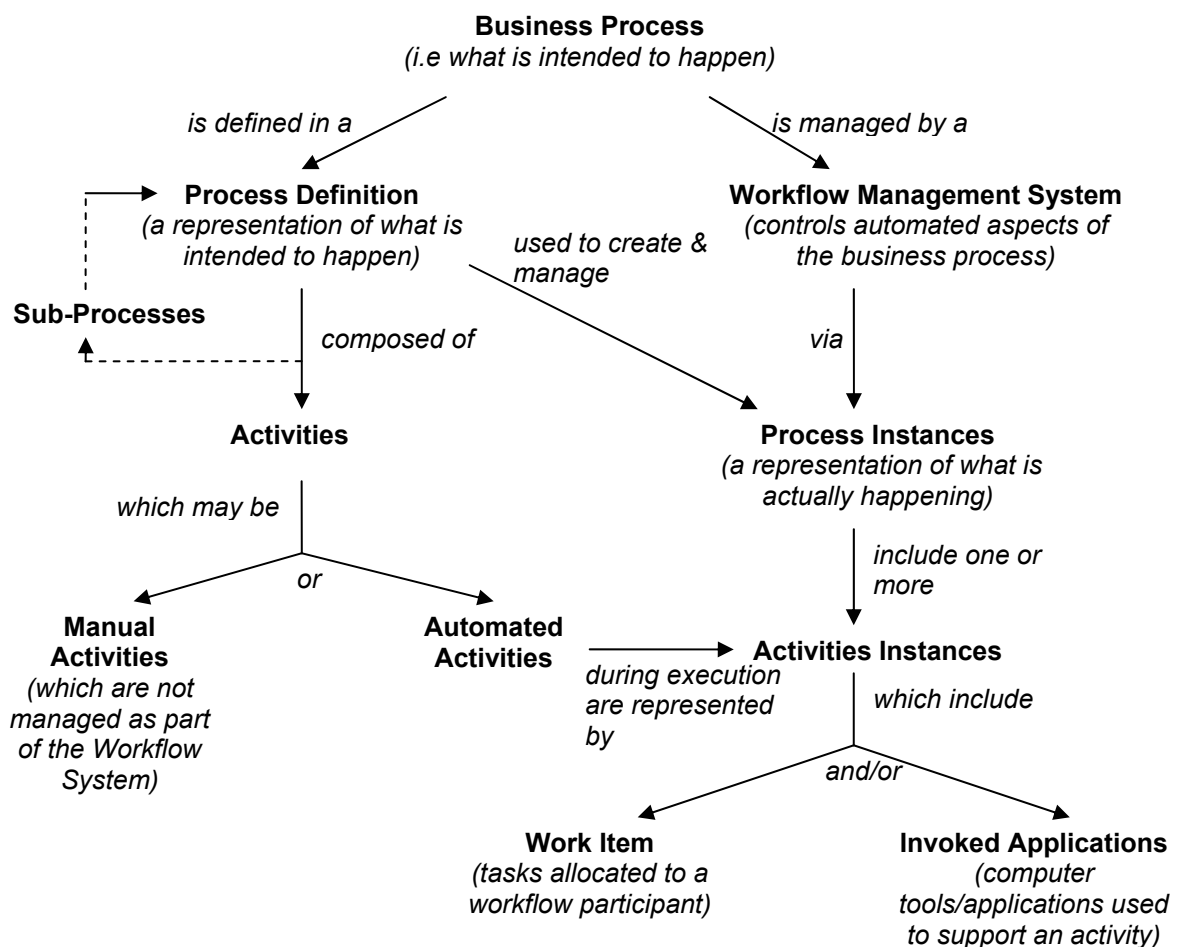 Business Process
(i.e what is intended to happen)
is defined in a
is managed by a
Process Definition
(a representation of what is
intended to happen)
Workflow Management System
(controls automated aspects of
the business process)
used to create &
manage
Sub-Processes
composed of
via
Activities
Process Instances
(a representation of what is
actually happening)
which may be
or
include one or
more
Manual
Activities
(which are not
managed as part
of the Workflow
System)
Automated
Activities
during execution
are represented
by
Activities Instances
which include
and/or
Work Item
(tasks allocated to a
workflow participant)
Invoked Applications
(computer
tools/applications used
to support an activity)